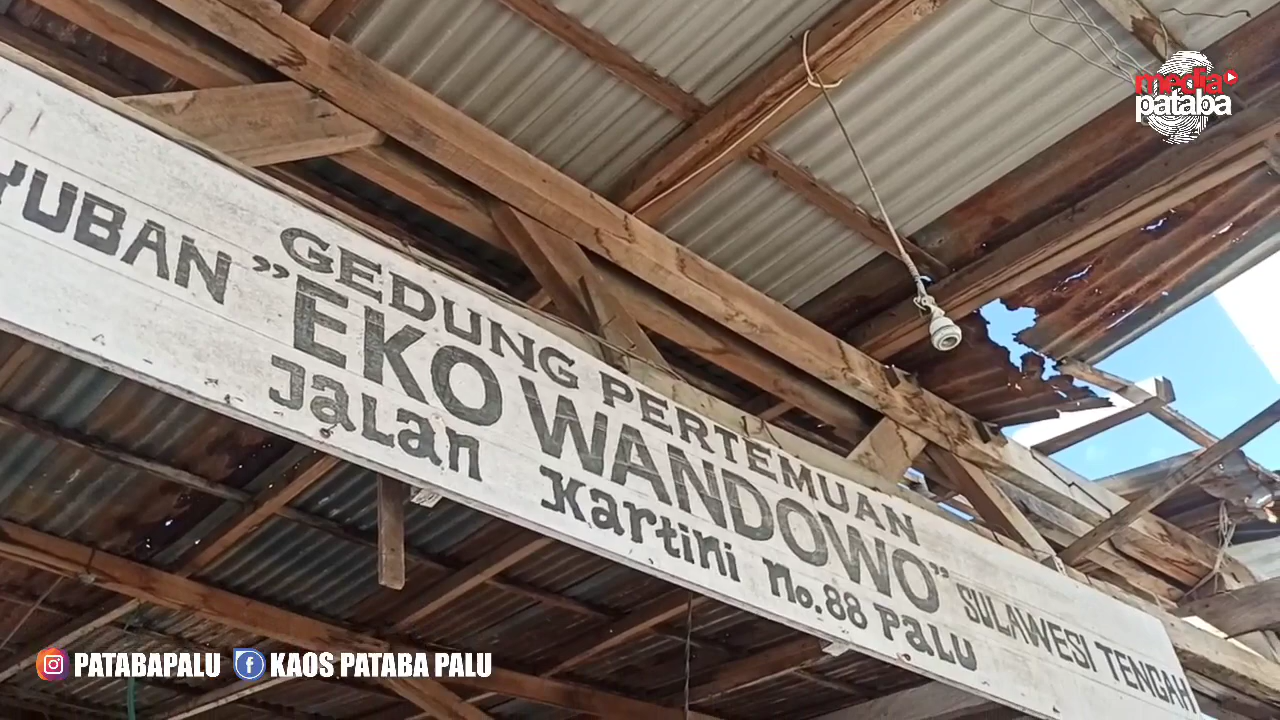 media
pataba
GEDUNG PERTEMUAN
YUBAN "EKO WANDOWO" SULAWESI TENGAH
JaLan Kartini no.88 PaLU
PATABAPALU KAOS PATABA PALU